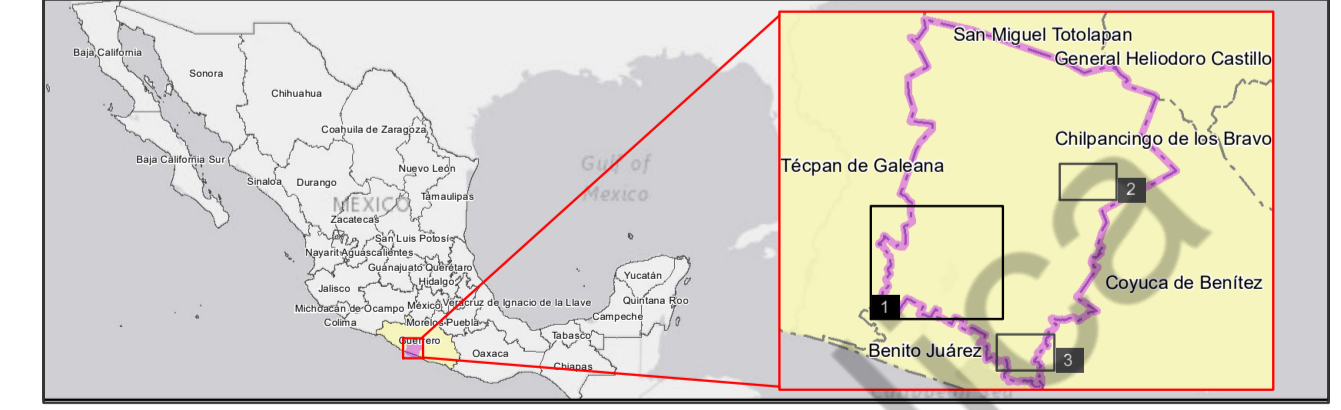 Baja California
Sonora
Chihuahua
Coahuila de Zaragoza
Baja California Sur
Nuevo León
Sinaloa
Durango
Tamaulipas
MÉXICO
Zacatecas
San Luis Potosí
Nayarit
Aguascalientes
Guanajuato
Querétaro
Hidalgo
Jalisco
Michoacán de Ocampo
México
Veracruz de Ignacio de la Llave
Colima
Morelos
Puebla
Guerrero
Oaxaca
Tabasco
Chiapas
Campeche
Yucatán
Quintana Roo
Gulf of
Mexico
San Miguel Totolapan
General Heliodoro Castillo
Chilpancingo de los Bravo
Técpan de Galeana
2
Coyuca de Benítez
1
Benito Juárez
3